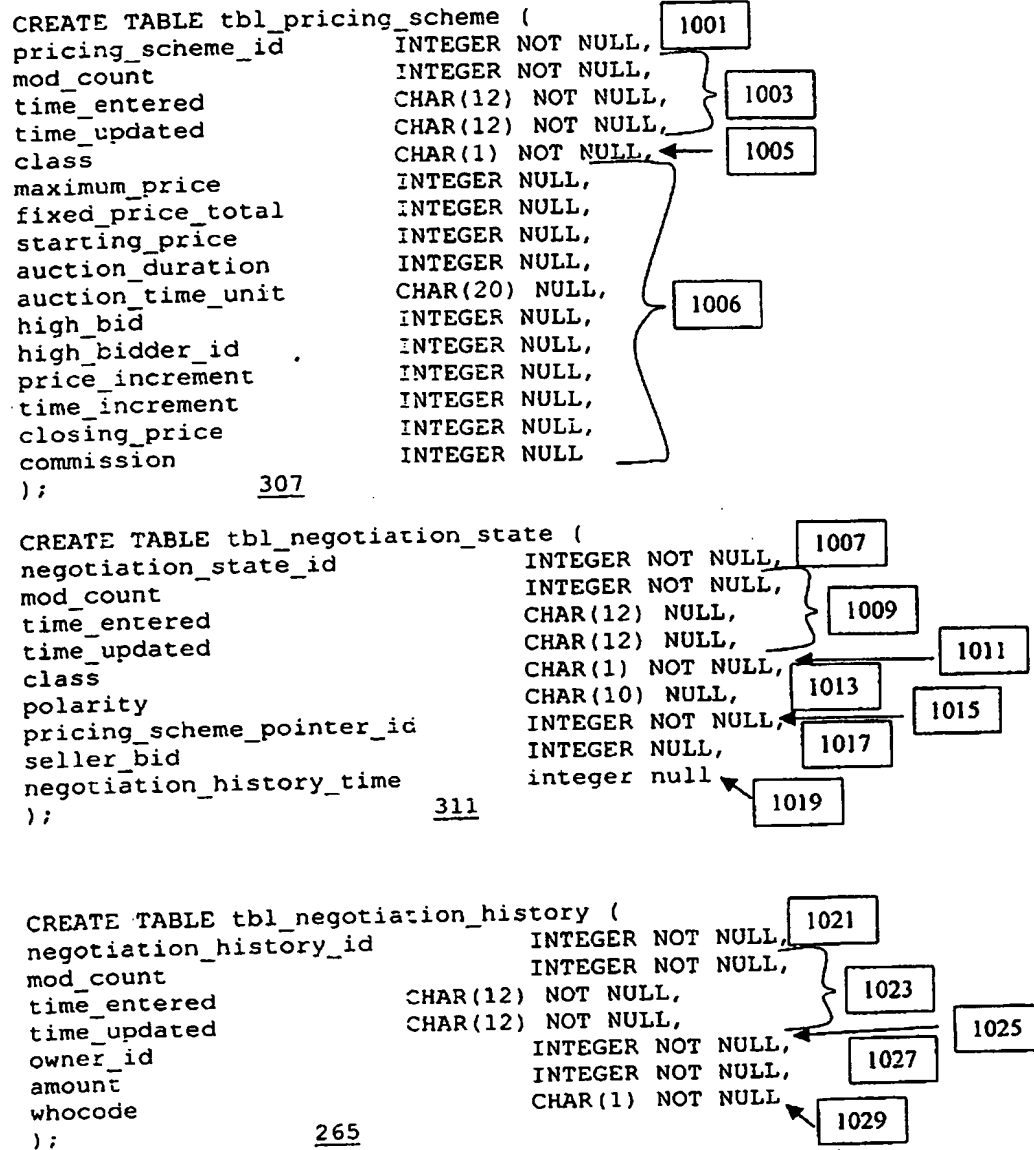 CREATE TABLE tbl_pricing_scheme (
pricing_scheme_id INTEGER NOT NULL, 1001
mod_count INTEGER NOT NULL,
time_entered CHAR(12) NOT NULL, 1003
time_updated CHAR(12) NOT NULL,
class CHAR(1) NOT NULL, 1005
maximum_price INTEGER NULL,
fixed_price_total INTEGER NULL,
starting_price INTEGER NULL,
auction_duration INTEGER NULL,
auction_time_unit CHAR(20) NULL, 1006
high_bid INTEGER NULL,
high_bidder_id INTEGER NULL,
price_increment INTEGER NULL,
time_increment INTEGER NULL,
closing_price INTEGER NULL,
commission INTEGER NULL
); 307
CREATE TABLE tbl_negotiation_state (
negotiation_state_id INTEGER NOT NULL, 1007
mod_count INTEGER NOT NULL,
time_entered CHAR(12) NULL, 1009
time_updated CHAR(12) NULL,
class CHAR(1) NOT NULL, 1011
polarity CHAR(10) NULL, 1013
pricing_scheme_pointer_id INTEGER NOT NULL, 1015
seller_bid INTEGER NULL, 1017
negotiation_history_time integer null 1019
); 311
CREATE TABLE tbl_negotiation_history (
negotiation_history_id INTEGER NOT NULL, 1021
mod_count INTEGER NOT NULL,
time_entered CHAR(12) NOT NULL, 1023
time_updated CHAR(12) NOT NULL,
owner_id INTEGER NOT NULL, 1025
amount INTEGER NOT NULL, 1027
whocode CHAR(1) NOT NULL 1029
); 265